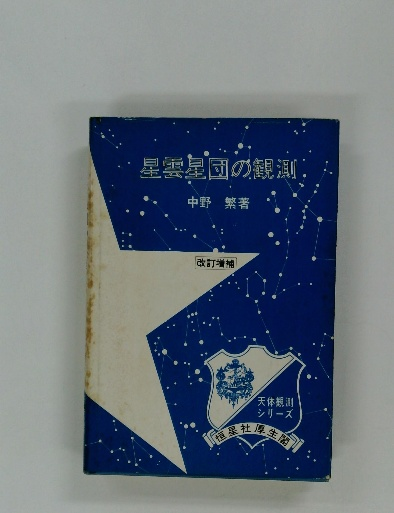 星雲星団の観測
中野 繁著
改訂増補
天体観測
シリーズ
恒星社厚生閣